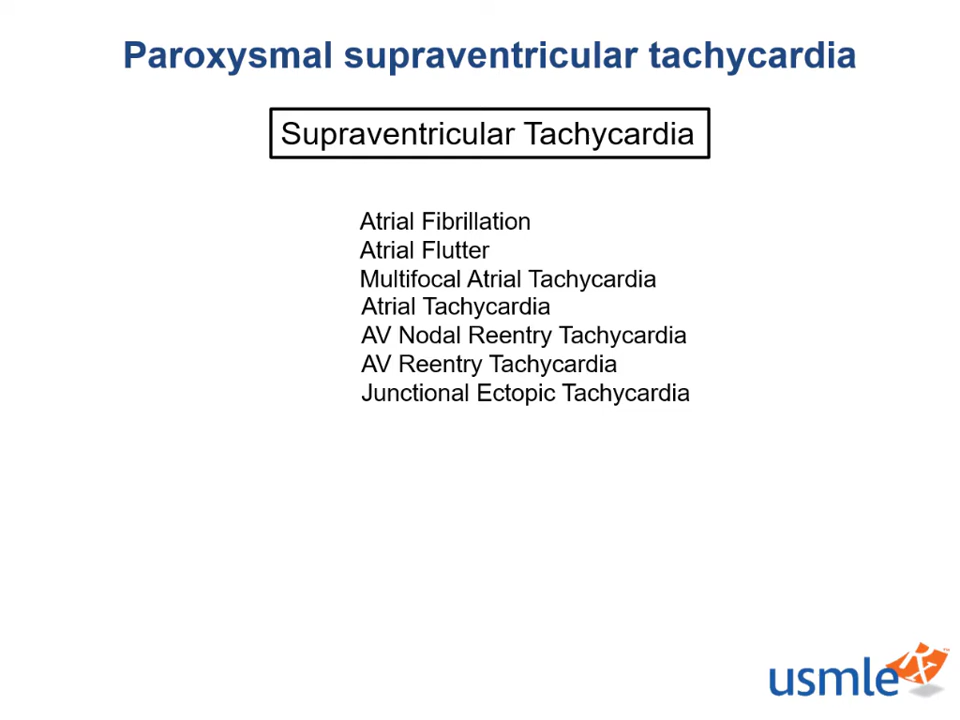 Paroxysmal supraventricular tachycardia
Supraventricular Tachycardia
Atrial Fibrillation
Atrial Flutter
Multifocal Atrial Tachycardia
Atrial Tachycardia
AV Nodal Reentry Tachycardia
AV Reentry Tachycardia
Junctional Ectopic Tachycardia
usmle Rx™